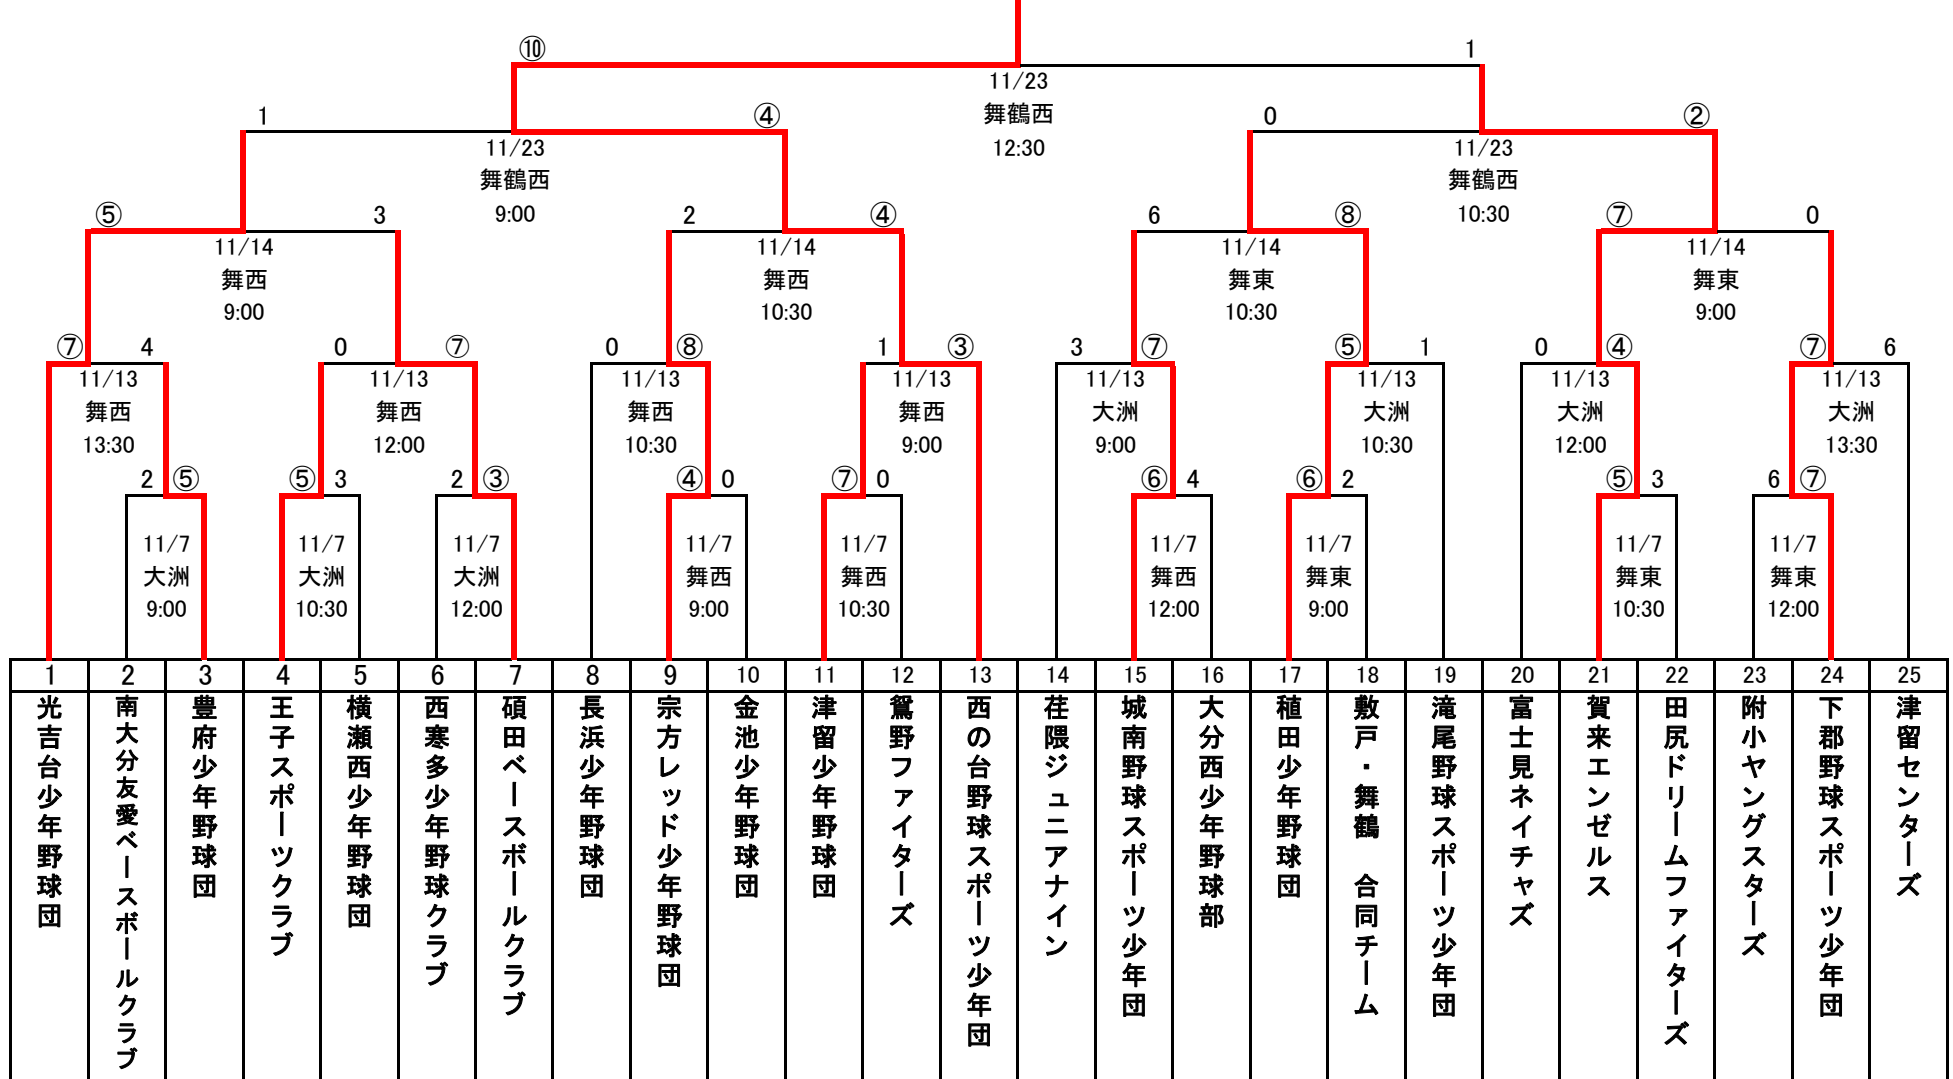 ⑩ 1
11/23
舞鶴西
12:30
1 ④ 0 ②
11/23 11/23
舞鶴西 舞鶴西
9:00 10:30
⑤ 3 2 ④ 6 ⑧ ⑦ 0
11/14 11/14 11/14 11/14
舞西 舞西 舞東 舞東
9:00 10:30 10:30 9:00
⑦ 4 0 ⑦ 0 ⑧ 1 ③ 3 ⑦ ⑤ 1 0 ④ ⑦ 6
11/13 11/13 11/13 11/13 11/13 11/13 11/13 11/13
舞西 舞西 舞西 舞西 大洲 大洲 大洲 大洲
13:30 12:00 10:30 9:00 9:00 10:30 12:00 13:30
2 ⑤ ⑤ 3 2 ③ ④ 0 ⑦ 0 ⑥ 4 ⑥ 2 ⑤ 3 6 ⑦
11/7 11/7 11/7 11/7 11/7 11/7 11/7 11/7 11/7
大洲 大洲 大洲 舞西 舞西 舞西 舞東 舞東 舞東
9:00 10:30 12:00 9:00 10:30 12:00 9:00 10:30 12:00
1 2 3 4 5 6 7 8 9 10 11 12 13 14 15 16 17 18 19 20 21 22 23 24 25
光吉台少年野球団
南大分友愛ベースボールクラブ
豊府少年野球団
王子スポーツクラブ
横瀬西少年野球団
西寒多少年野球クラブ
碩田ベースボールクラブ
長浜少年野球団
宗方レッド少年野球団
金池少年野球団
津留少年野球団
鴛野ファイターズ
西の台野球スポーツ少年団
荏隈ジュニアナイン
城南野球スポーツ少年団
大分西少年野球部
稙田少年野球団
敷戸・舞鶴 合同チーム
滝尾野球スポーツ少年団
富士見ネイチャズ
賀来エンゼルス
田尻ドリームファイターズ
附小ヤングスターズ
下郡野球スポーツ少年団
津留センターズ